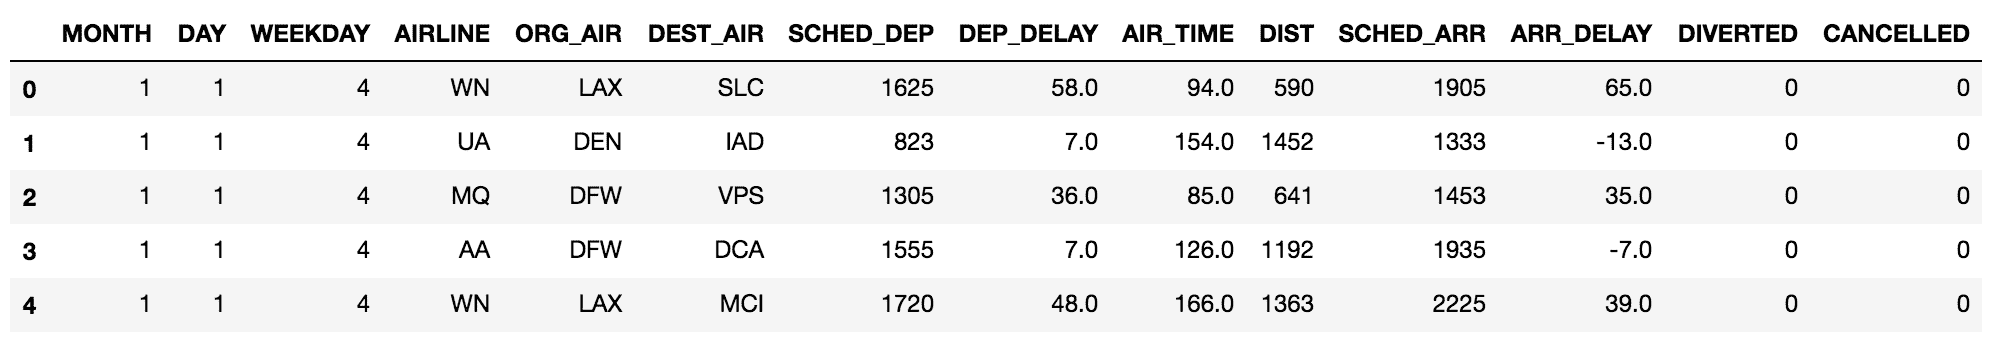 MONTH DAY WEEKDAY AIRLINE ORG_AIR DEST_AIR SCHED_DEP DEP_DELAY AIR_TIME DIST SCHED_ARR ARR_DELAY DIVERTED CANCELLED
0 1 1 4 WN LAX SLC 1625 58.0 94.0 590 1905 65.0 0 0
1 1 1 4 UA DEN IAD 823 7.0 154.0 1452 1333 -13.0 0 0
2 1 1 4 MQ DFW VPS 1305 36.0 85.0 641 1453 35.0 0 0
3 1 1 4 AA DFW DCA 1555 7.0 126.0 1192 1935 -7.0 0 0
4 1 1 4 WN LAX MCI 1720 48.0 166.0 1363 2225 39.0 0 0